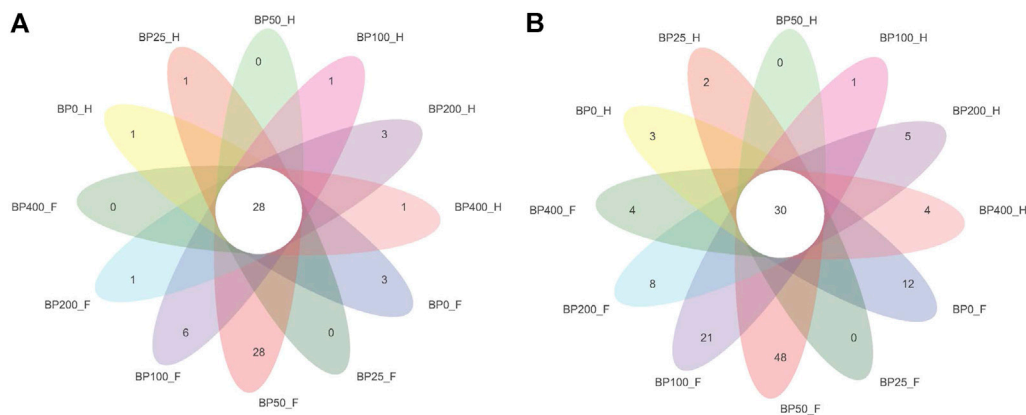 A
BP50_H
BP25_H
BP100_H
0
1
1
BP0_H
BP200_H
1
3
BP400_F
0
28
1
BP400_H
1
3
BP200_F
BP0_F
6
0
28
BP100_F
BP25_F
BP50_F
B
BP50_H
BP25_H
BP100_H
0
2
1
BP0_H
BP200_H
3
5
BP400_F
4
30
4
BP400_H
8
12
BP200_F
BP0_F
21
0
48
BP100_F
BP25_F
BP50_F